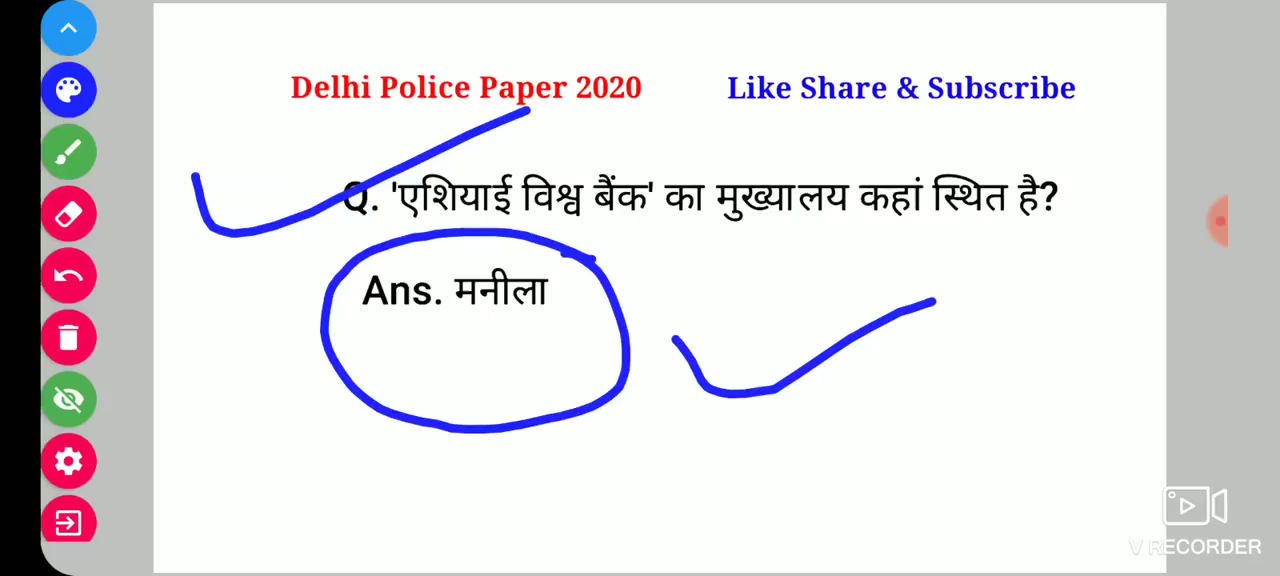 Delhi Police Paper 2020 Like Share & Subscribe
Q. 'एशियाई विश्व बैंक' का मुख्यालय कहां स्थित है?
Ans. मनीला
V RECORDER